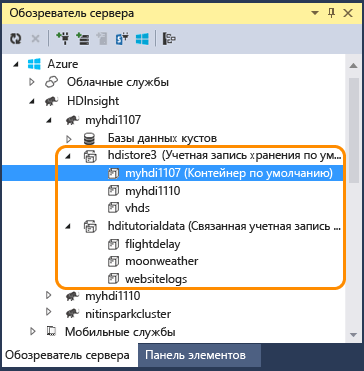 Обозреватель сервера
Azure
Облачные службы
HDInsight
myhdi1107
Базы данных кустов
hdistore3 (Учетная запись хранения по ум...
myhdi1107 (Контейнер по умолчанию)
myhdi1110
vhds
hditutorialdata (Связанная учетная запись ...
flightdelay
moonweather
websitelogs
myhdi1110
nitinsparkcluster
Мобильные службы
Обозреватель сервера Панель элементов